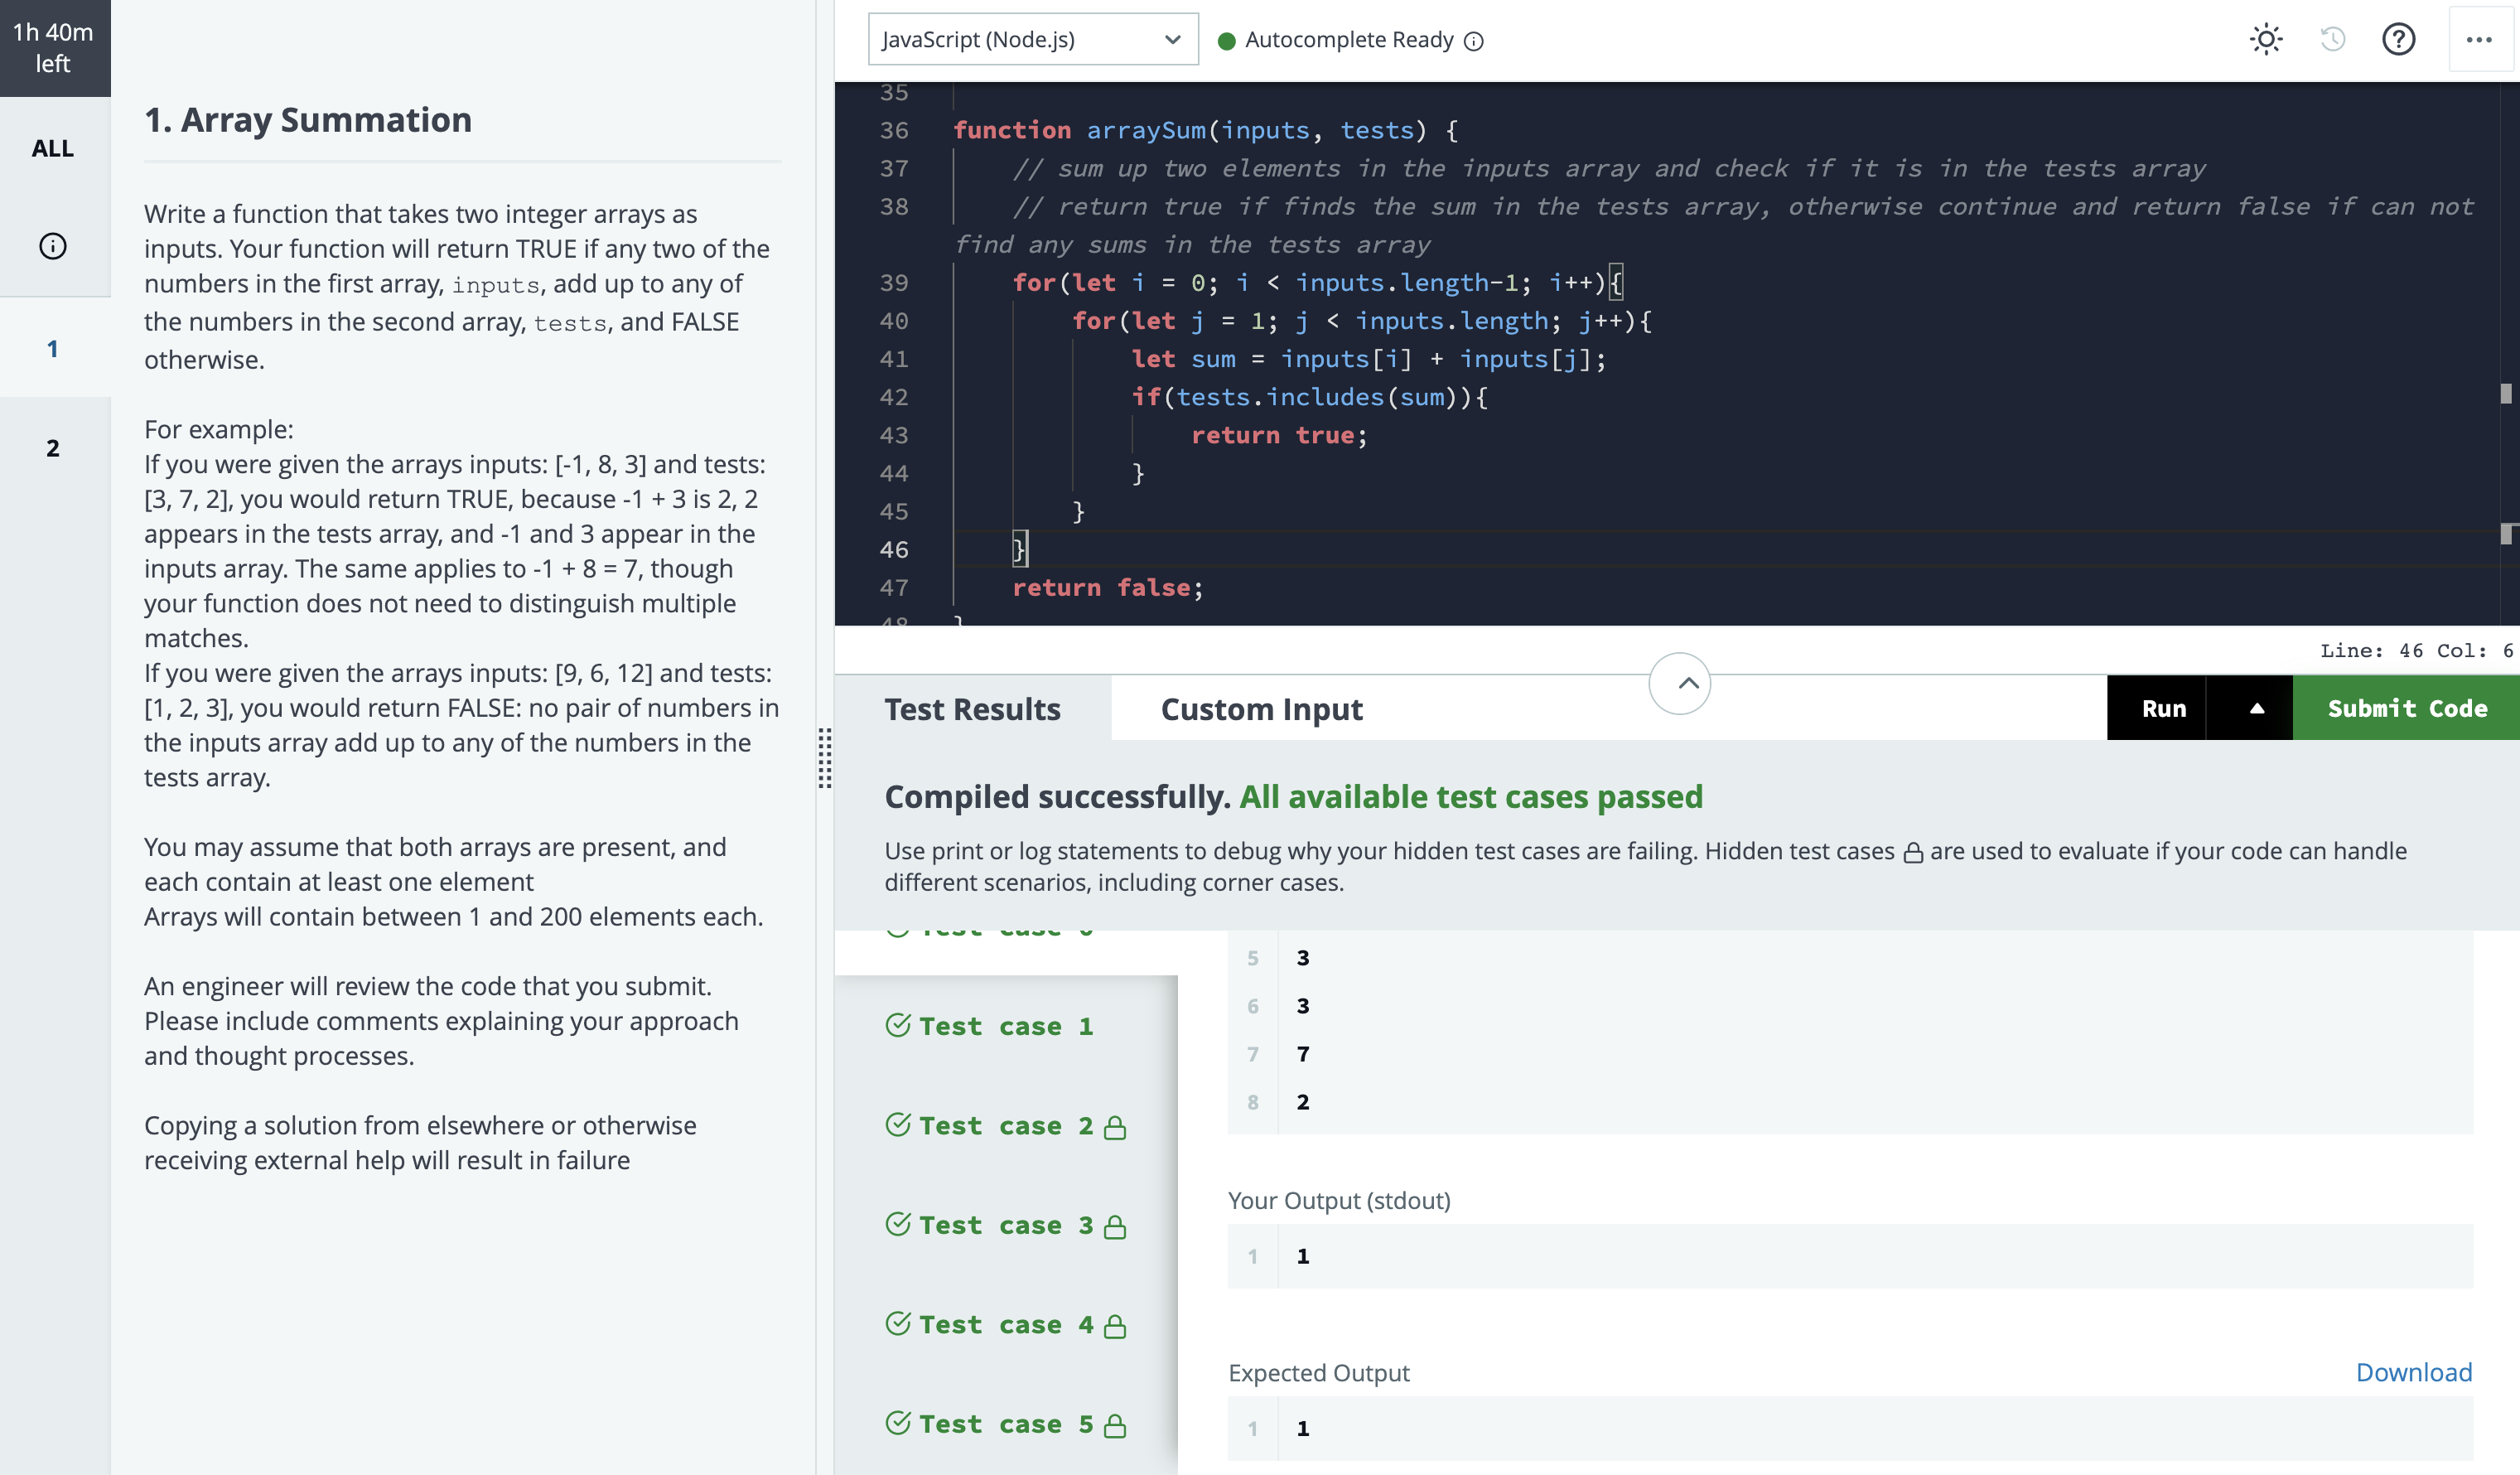 1h 40m
left
ALL
1
2
1. Array Summation
Write a function that takes two integer arrays as
inputs. Your function will return TRUE if any two of the
numbers in the first array, inputs, add up to any of
the numbers in the second array, tests, and FALSE
otherwise.
For example:
If you were given the arrays inputs: [-1, 8, 3] and tests:
[3, 7, 2], you would return TRUE, because -1 + 3 is 2, 2
appears in the tests array, and -1 and 3 appear in the
inputs array. The same applies to -1 + 8 = 7, though
your function does not need to distinguish multiple
matches.
If you were given the arrays inputs: [9, 6, 12] and tests:
[1, 2, 3], you would return FALSE: no pair of numbers in
the inputs array add up to any of the numbers in the
tests array.
You may assume that both arrays are present, and
each contain at least one element
Arrays will contain between 1 and 200 elements each.
An engineer will review the code that you submit.
Please include comments explaining your approach
and thought processes.
Copying a solution from elsewhere or otherwise
receiving external help will result in failure
JavaScript (Node.js)
Autocomplete Ready
35
36 function arraySum(inputs, tests) {
37 // sum up two elements in the inputs array and check if it is in the tests array
38 // return true if finds the sum in the tests array, otherwise continue and return false if can not
find any sums in the tests array
39 for(let i = 0; i < inputs.length-1; i++){
40 for(let j = 1; j < inputs.length; j++){
41 let sum = inputs[i] + inputs[j];
42 if(tests.includes(sum)){
43 return true;
44 }
45 }
46 }
47 return false;
48 }
Line: 46 Col: 6
Test Results
Custom Input
Run
Submit Code
Compiled successfully. All available test cases passed
Use print or log statements to debug why your hidden test cases are failing. Hidden test cases are used to evaluate if your code can handle
different scenarios, including corner cases.
Test case 0
Test case 1
Test case 2
Test case 3
Test case 4
Test case 5
5 3
6 3
7 7
8 2
Your Output (stdout)
1 1
Expected Output
Download
1 1